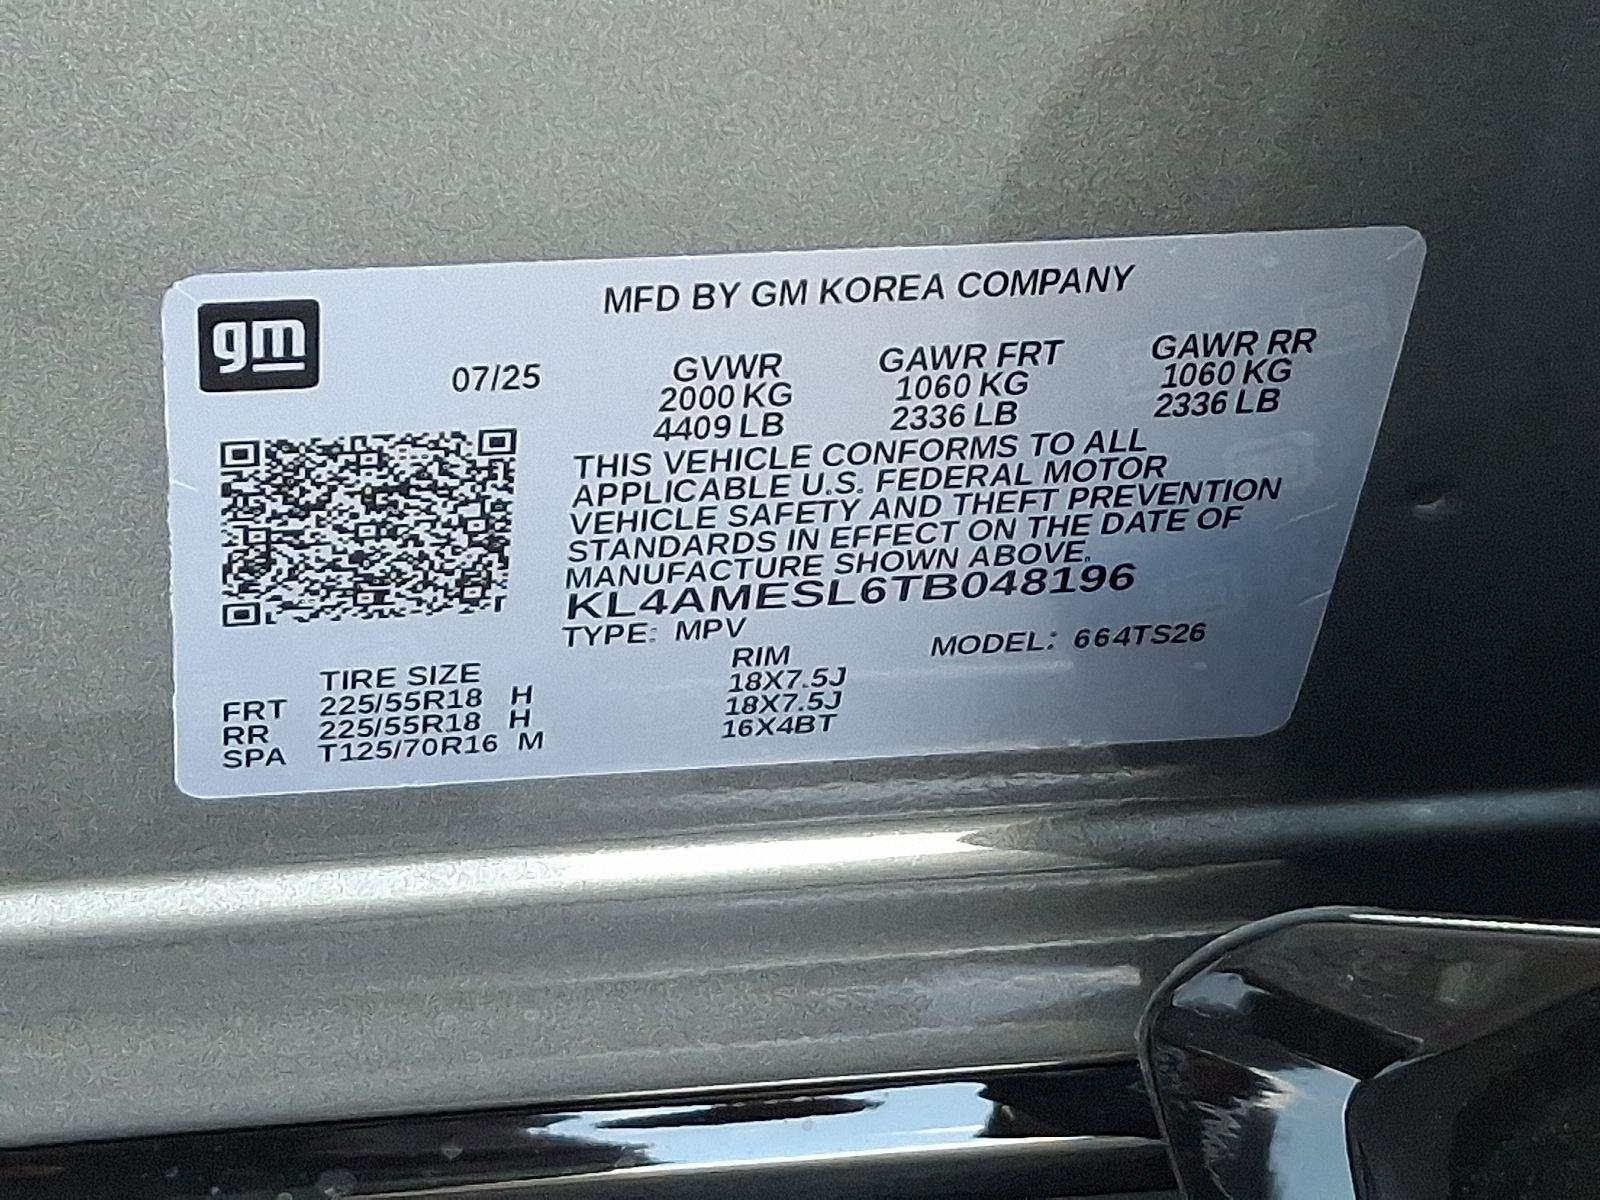 gm
MFD BY GM KOREA COMPANY
07/25
GVWR GAWR FRT GAWR RR
2000 KG 1060 KG 1060 KG
4409 LB 2336 LB 2336 LB
THIS VEHICLE CONFORMS TO ALL
APPLICABLE U.S. FEDERAL MOTOR
VEHICLE SAFETY AND THEFT PREVENTION
STANDARDS IN EFFECT ON THE DATE OF
MANUFACTURE SHOWN ABOVE.
KL4AMESL6TB048196
TYPE: MPV MODEL: 664TS26
TIRE SIZE RIM
FRT 225/55R18 H 18X7.5J
RR 225/55R18 H 18X7.5J
SPA T125/70R16 M 16X4BT